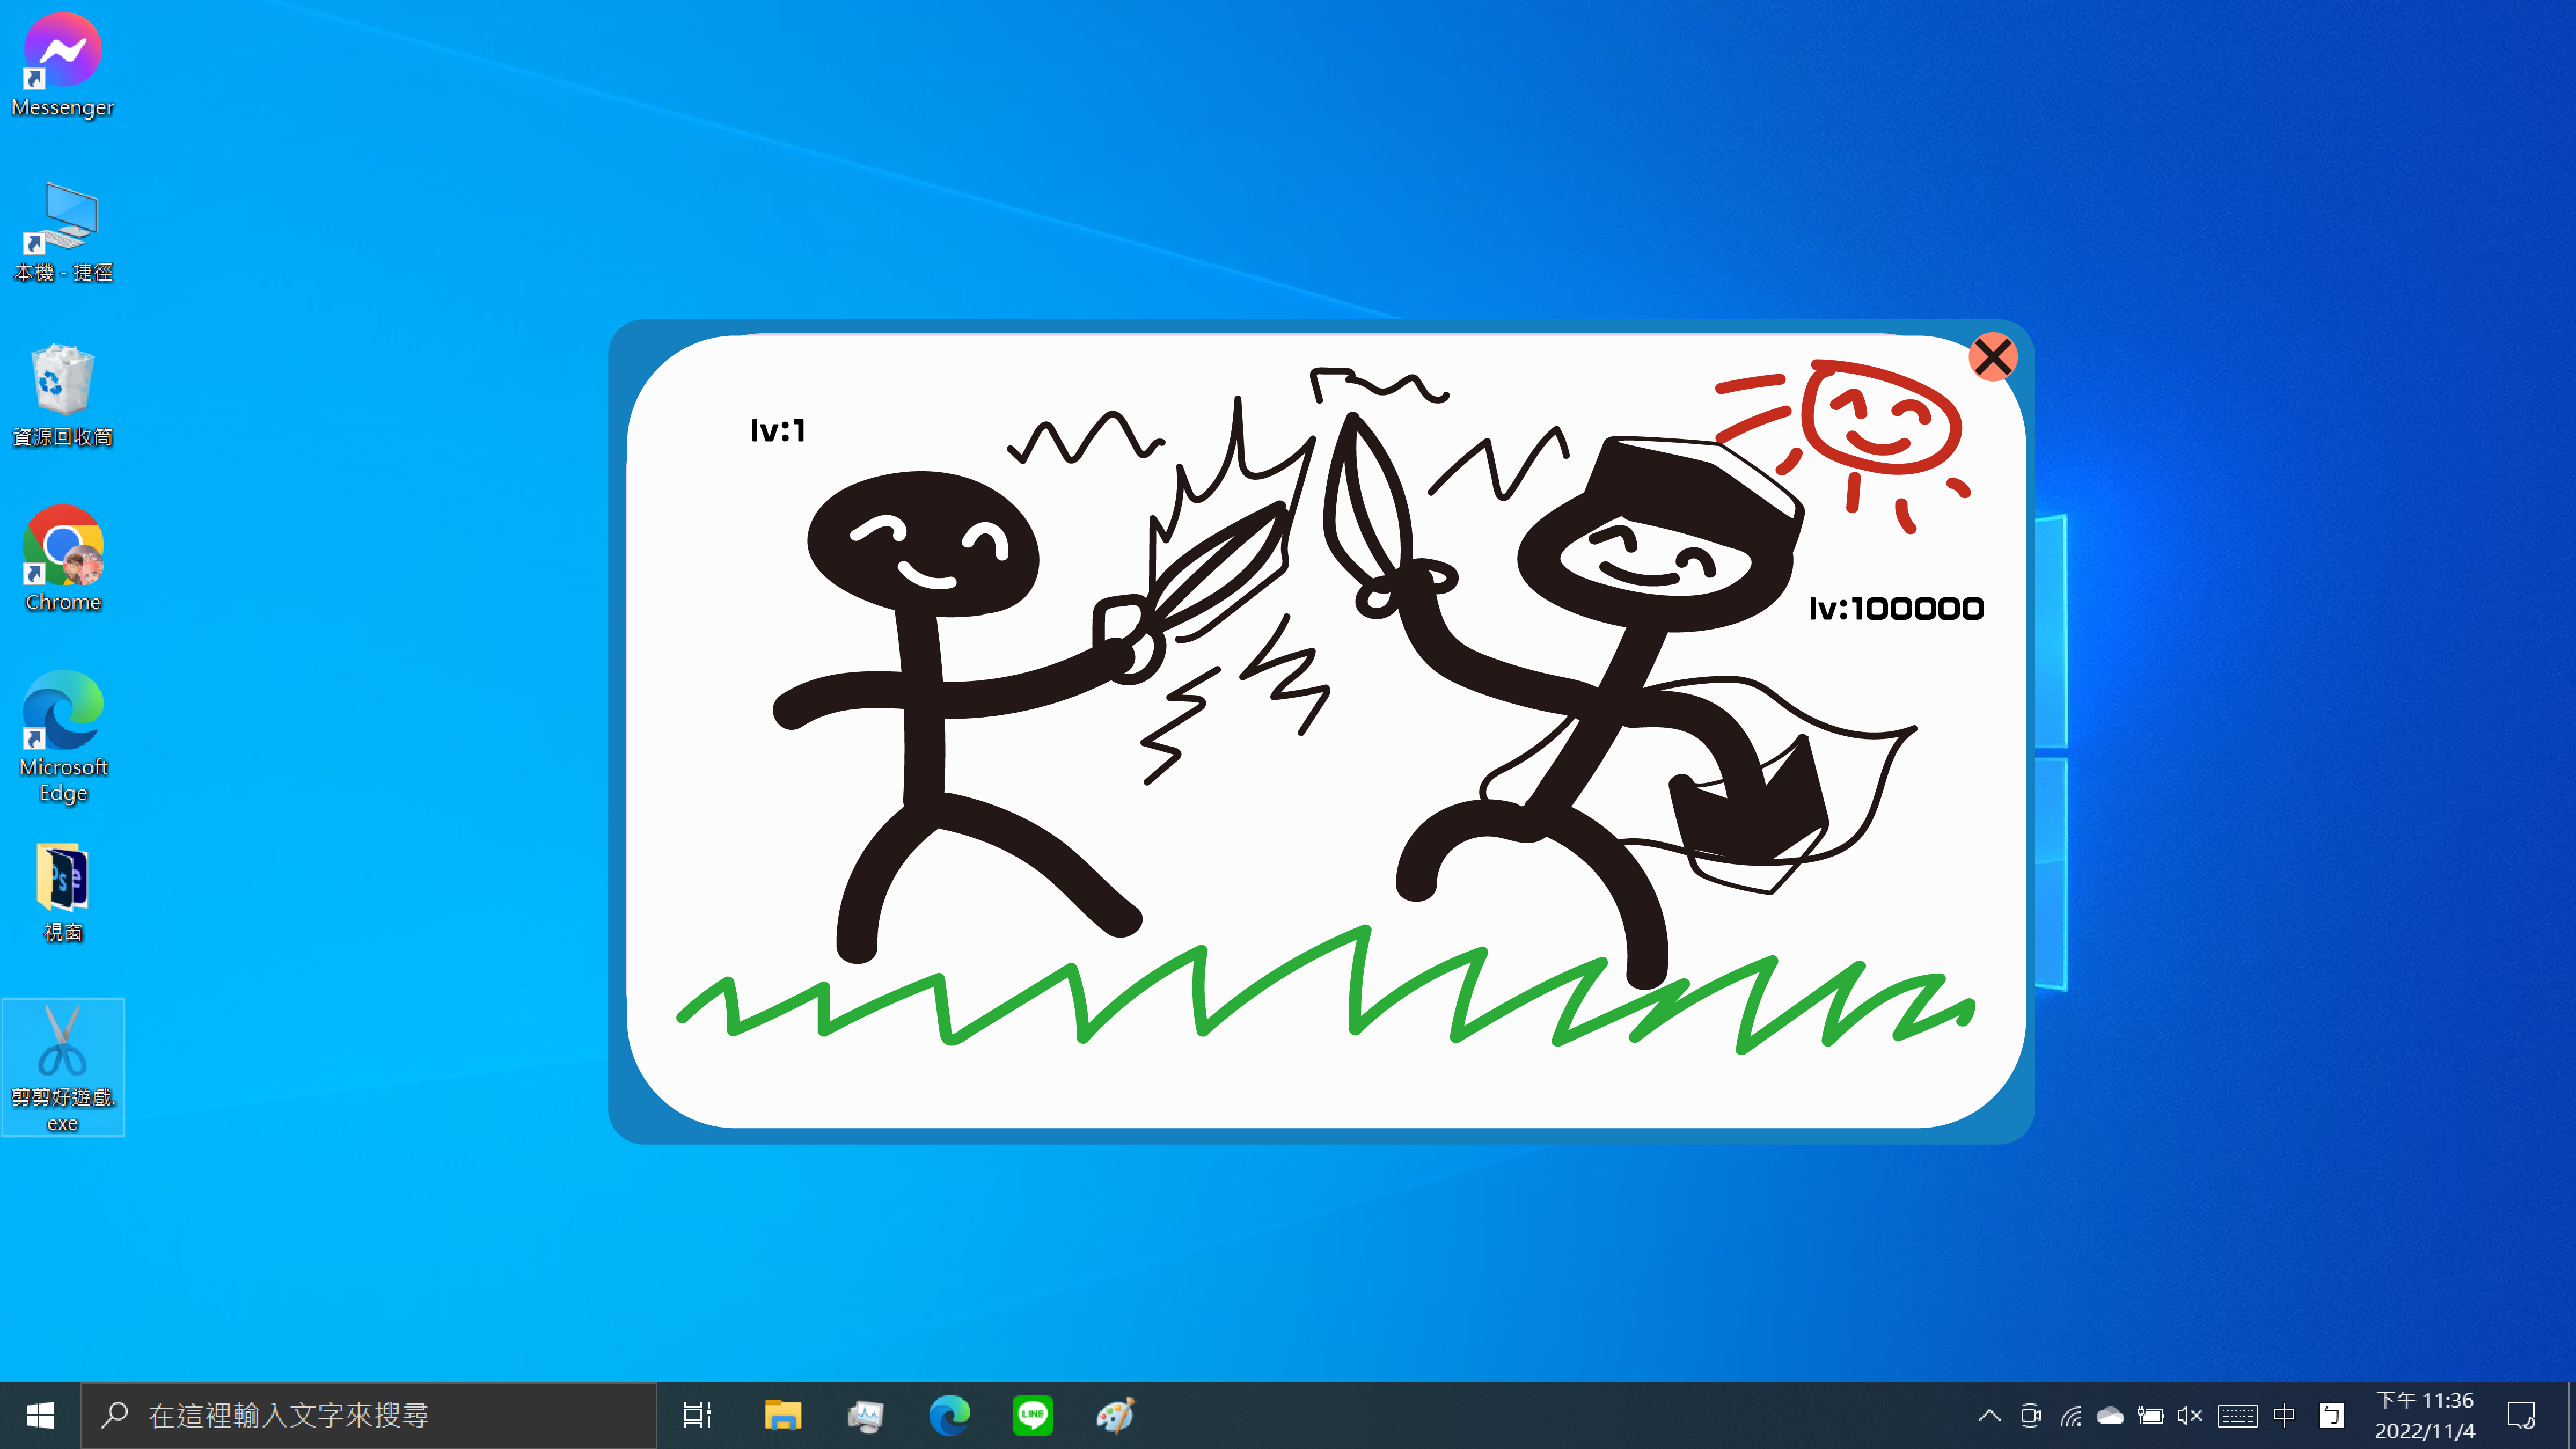 Messenger
本機 - 捷徑
資源回收筒
Chrome
Microsoft
Edge
Ps
e
視窗
剪剪好遊戲.
exe
lv:1
lv:100000
在這裡輸入文字來搜尋
LINE
中
ㄅ
下午 11:36
2022/11/4